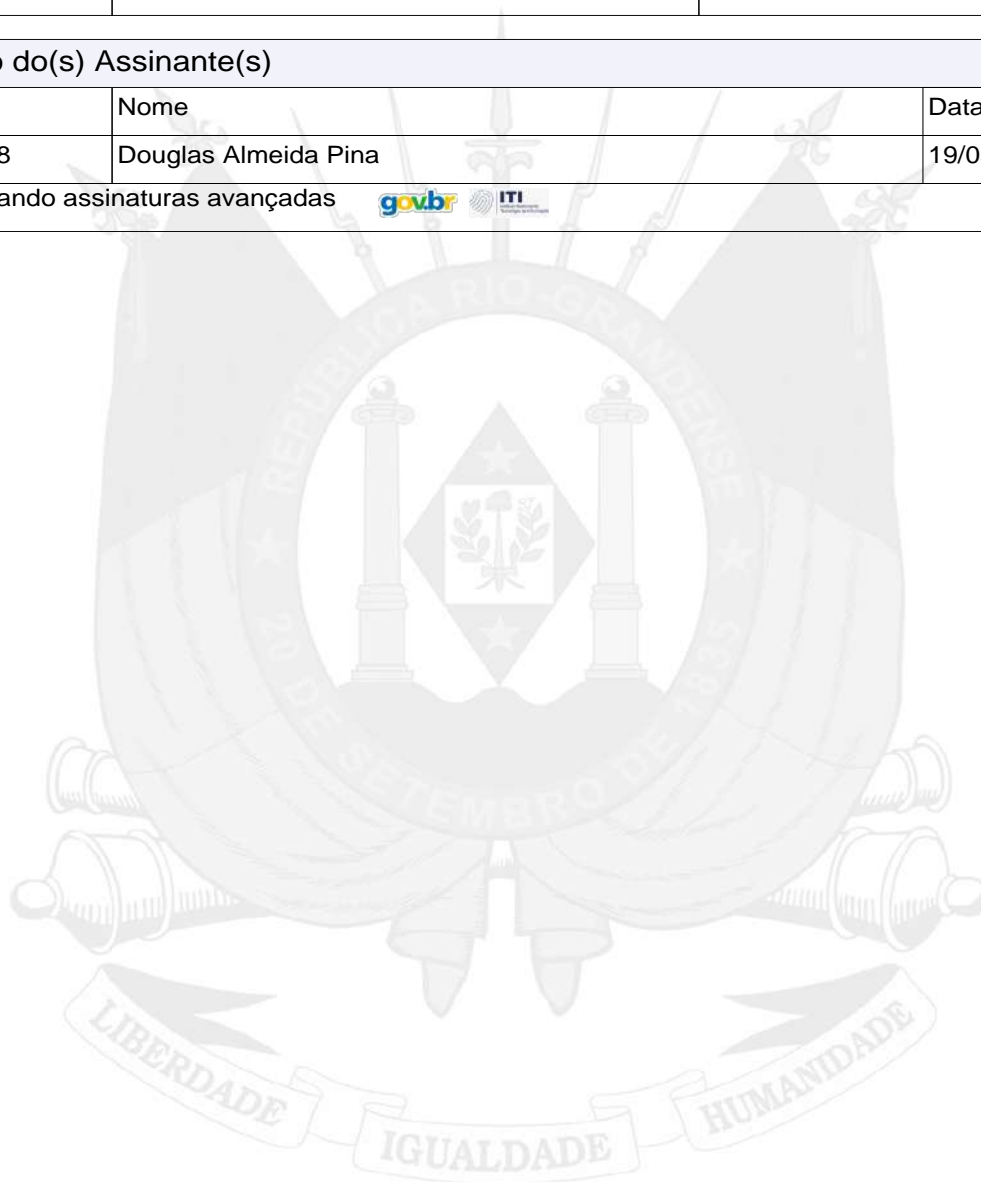 o do(s) Assinante(s)
Nome Data
8 Douglas Almeida Pina 19/0
ando assinaturas avançadas gov.br ITI
REPÚBLICA RIO-GRANDENSE
20 DE SETEMBRO DE 1835
LIBERDADE IGUALDADE HUMANIDADE